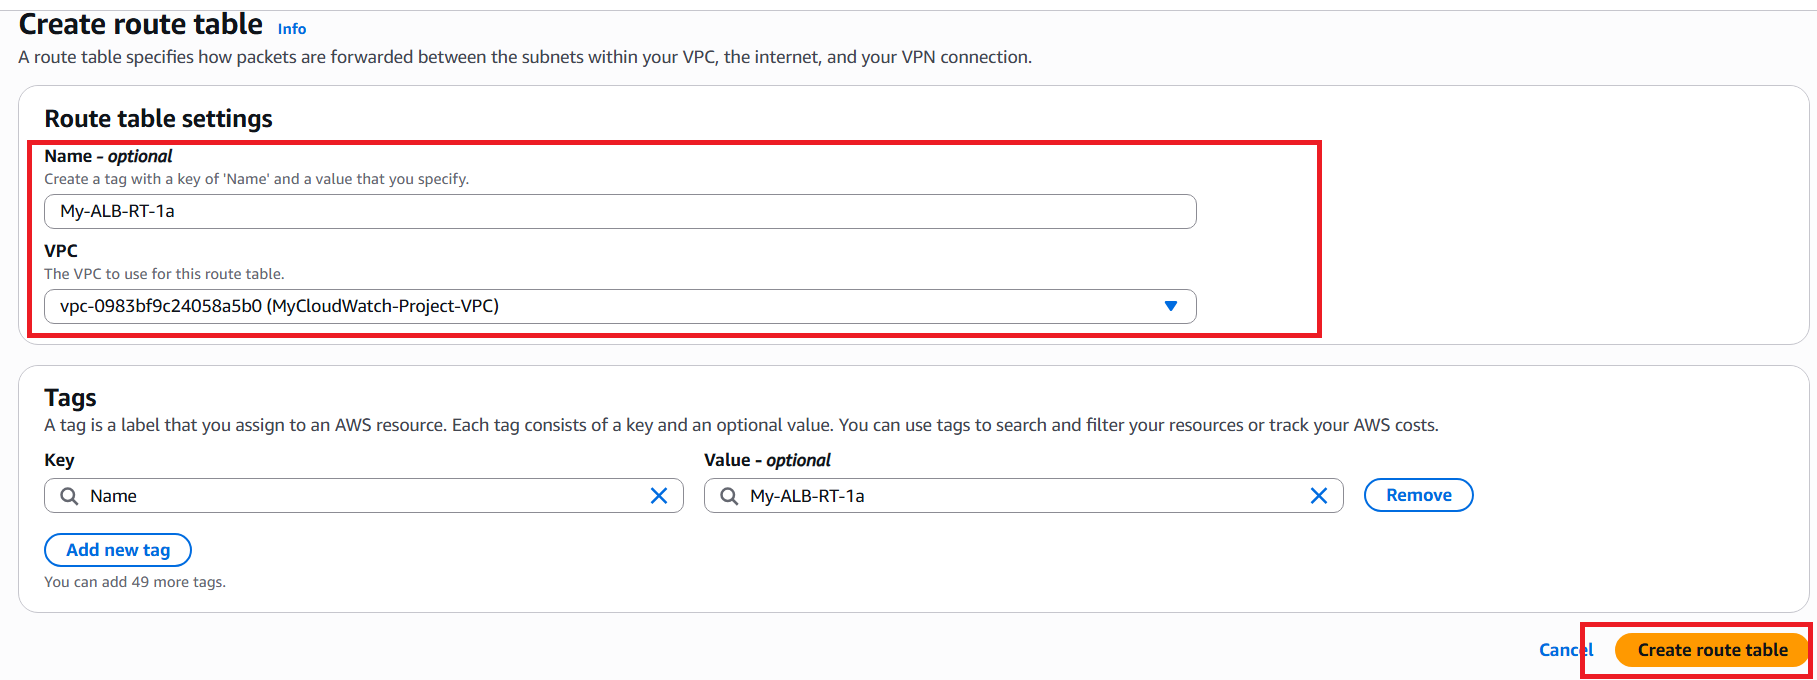 Create route table Info
A route table specifies how packets are forwarded between the subnets within your VPC, the internet, and your VPN connection.
Route table settings
Name - optional
Create a tag with a key of 'Name' and a value that you specify.
My-ALB-RT-1a
VPC
The VPC to use for this route table.
vpc-0983bf9c24058a5b0 (MyCloudWatch-Project-VPC)
Tags
A tag is a label that you assign to an AWS resource. Each tag consists of a key and an optional value. You can use tags to search and filter your resources or track your AWS costs.
Key Value - optional
Name My-ALB-RT-1a Remove
Add new tag
You can add 49 more tags.
Cancel Create route table